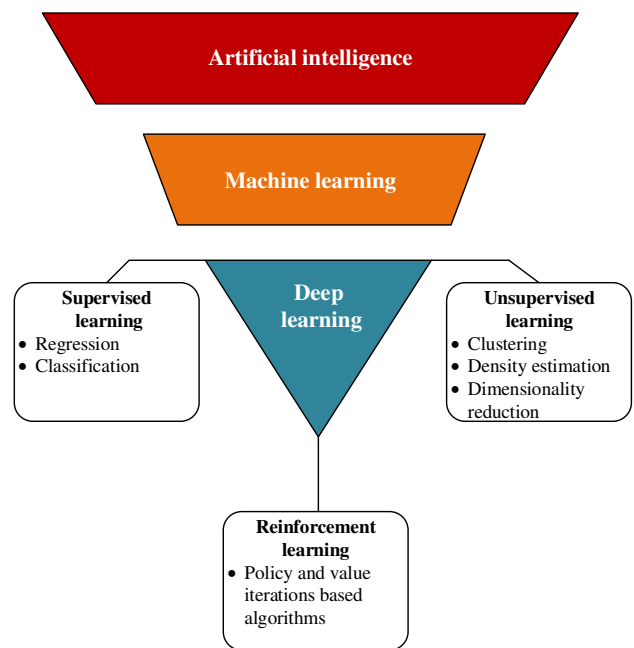 Artificial intelligence
Machine learning
Deep
learning
Supervised
learning
• Regression
• Classification
Unsupervised
learning
• Clustering
• Density estimation
• Dimensionality
reduction
Reinforcement
learning
• Policy and value
iterations based
algorithms